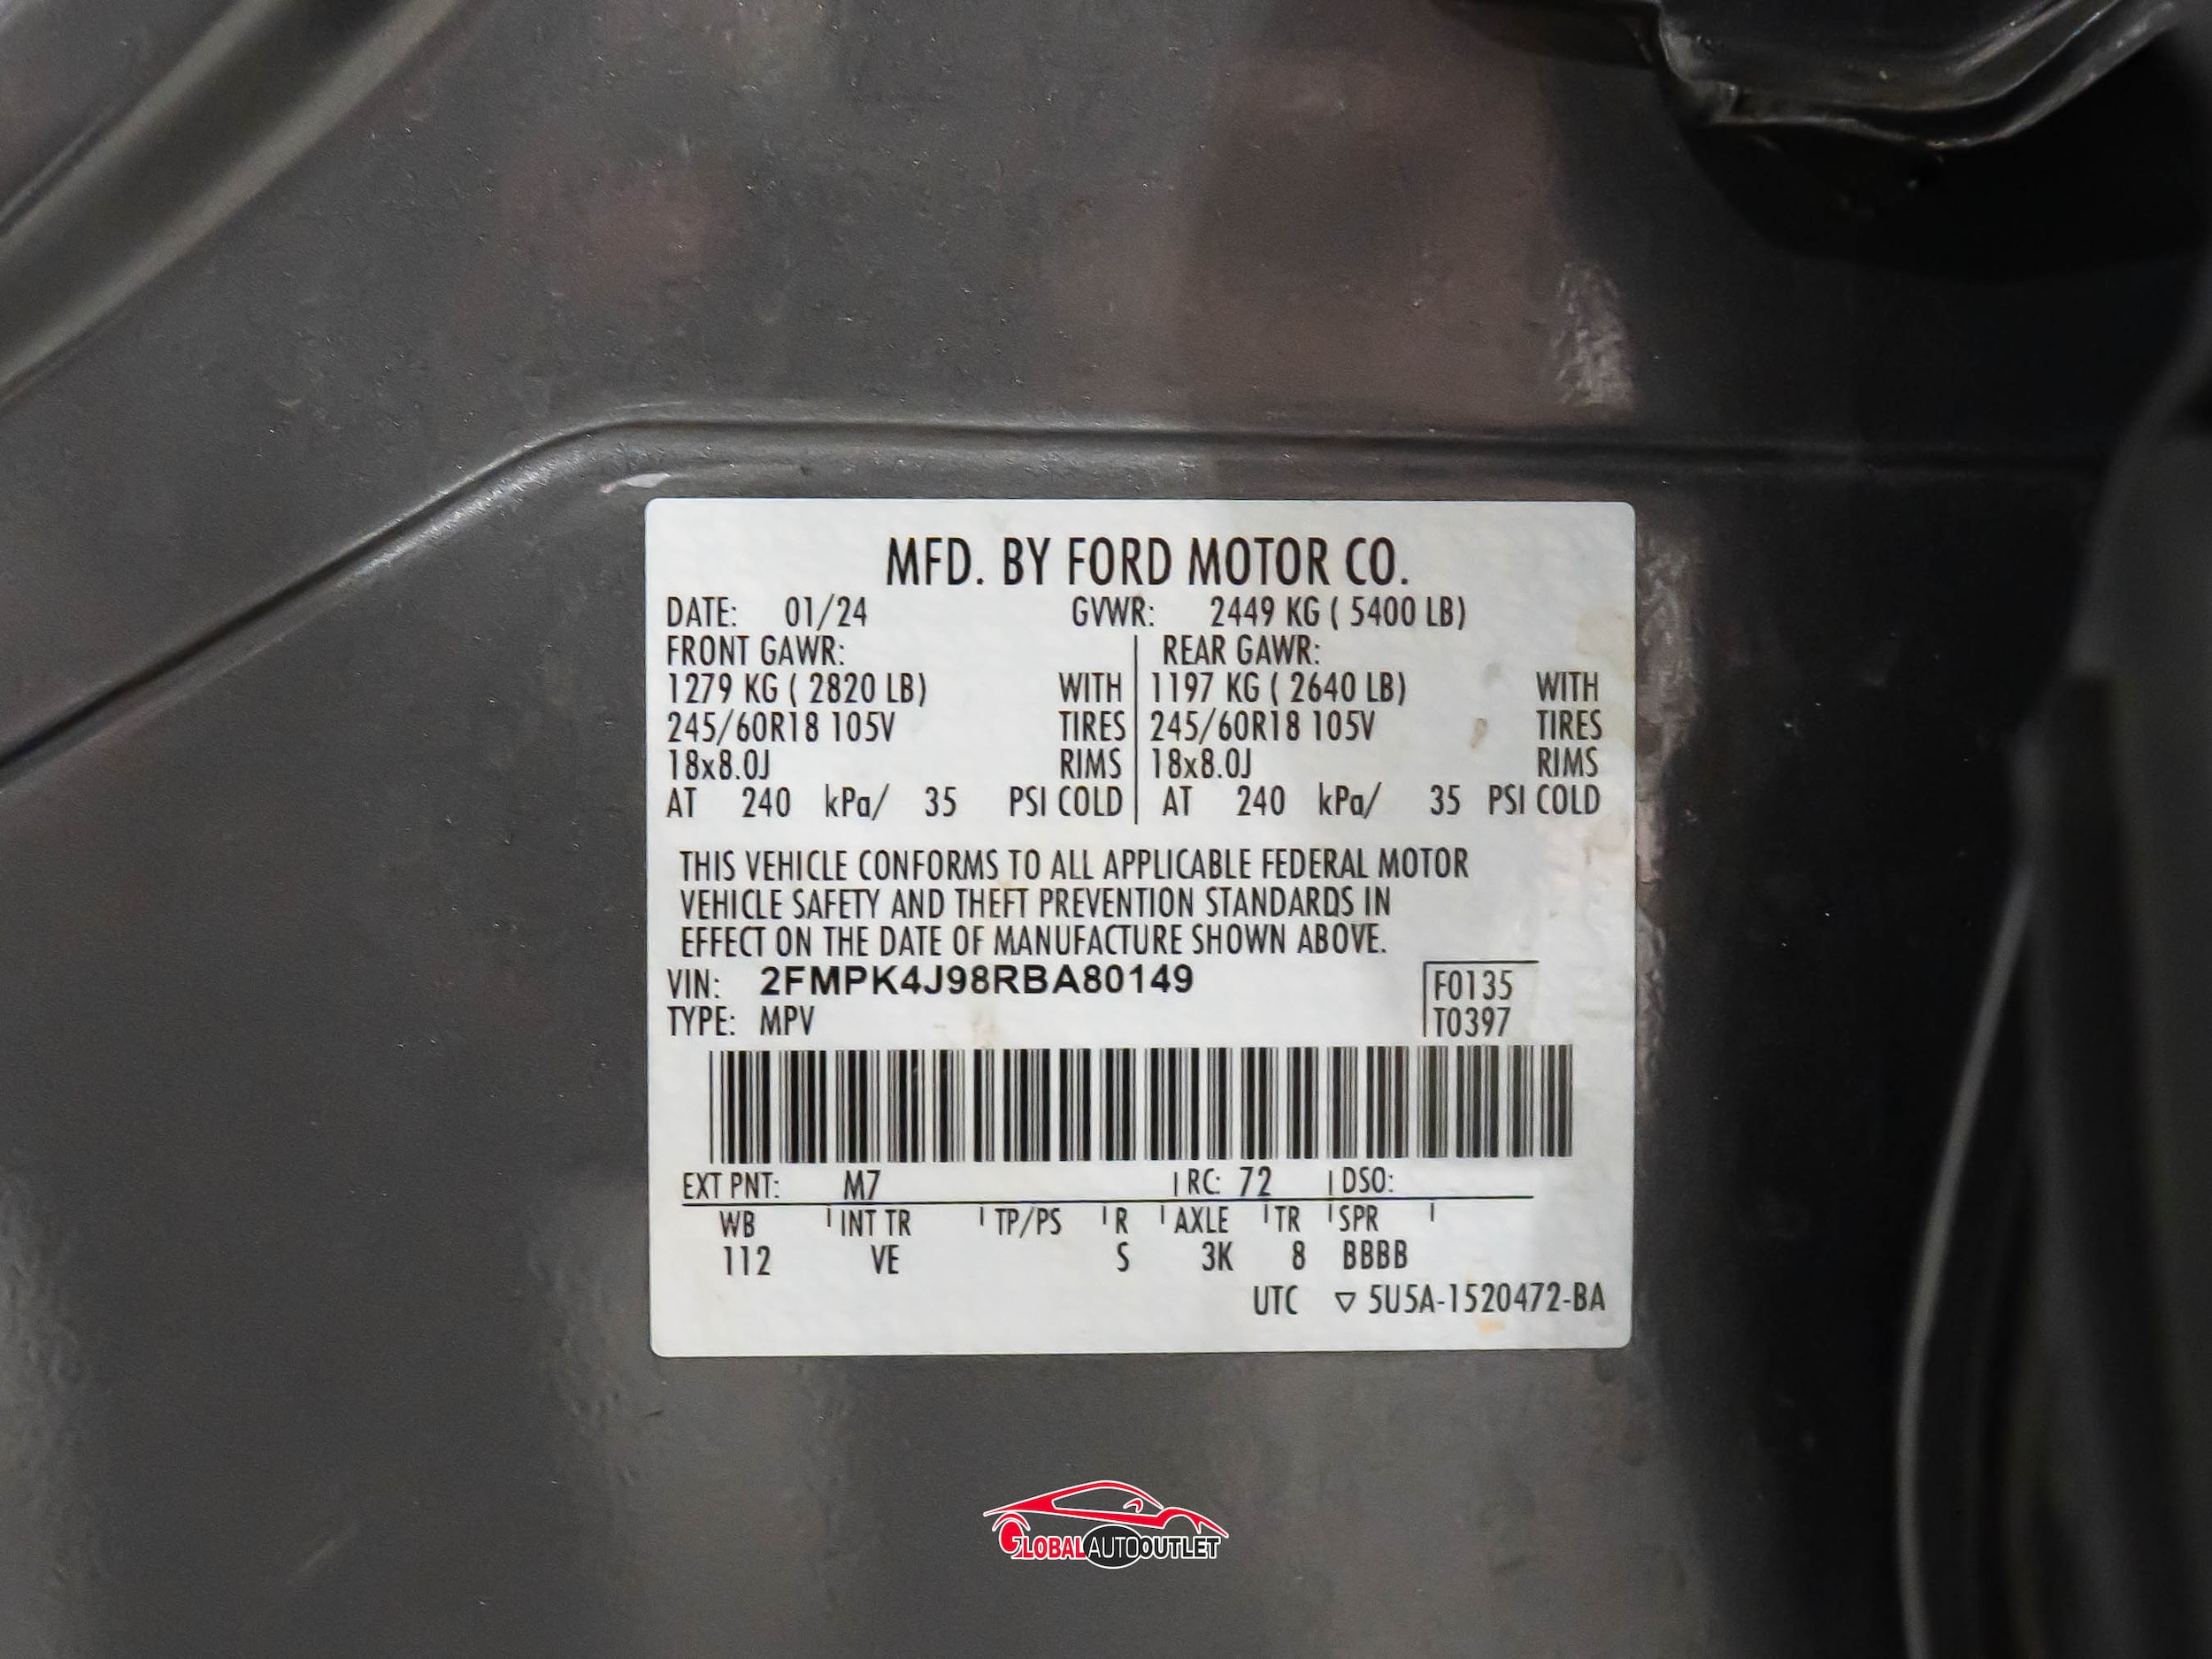 MFD. BY FORD MOTOR CO.
DATE: 01/24 GVWR: 2449 KG ( 5400 LB)
FRONT GAWR: REAR GAWR:
1279 KG ( 2820 LB) WITH 1197 KG ( 2640 LB) WITH
245/60R18 105V TIRES 245/60R18 105V TIRES
18x8.0J RIMS 18x8.0J RIMS
AT 240 kPa/ 35 PSI COLD AT 240 kPa/ 35 PSI COLD
THIS VEHICLE CONFORMS TO ALL APPLICABLE FEDERAL MOTOR
VEHICLE SAFETY AND THEFT PREVENTION STANDARDS IN
EFFECT ON THE DATE OF MANUFACTURE SHOWN ABOVE.
VIN: 2FMPK4J98RBA80149 F0135
TYPE: MPV T0397
EXT PNT: M7 RC: 72 DSO:
WB INT TR TP/PS R AXLE TR SPR
112 VE S 3K 8 BBBB
UTC ▽ 5U5A-1520472-BA
GLOBALAUTOOUTLET